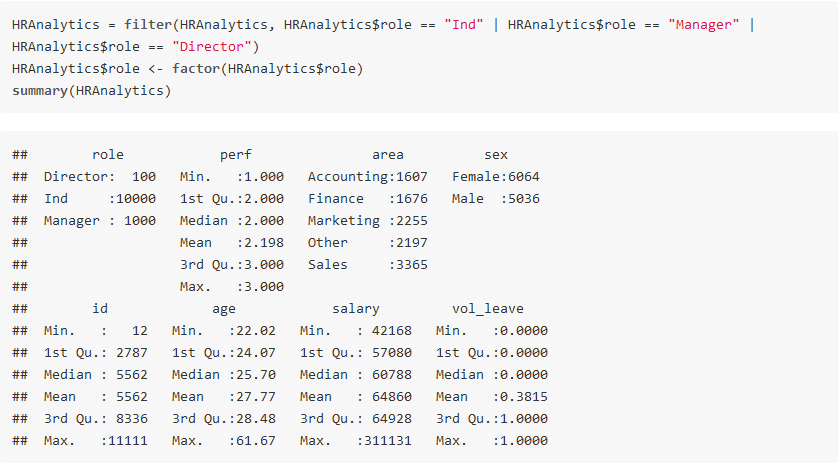 HRAnalytics = filter(HRAnalytics, HRAnalytics$role == "Ind" | HRAnalytics$role == "Manager" |
HRAnalytics$role == "Director")
HRAnalytics$role <- factor(HRAnalytics$role)
summary(HRAnalytics)
##        role           perf               area          sex
##  Director:  100   Min.   :1.000   Accounting:1607   Female:6064
##  Ind     :10000   1st Qu.:2.000   Finance   :1676   Male  :5036
##  Manager : 1000   Median :2.000   Marketing :2255
##                   Mean   :2.198   Other     :2197
##                   3rd Qu.:3.000   Sales     :3365
##                   Max.   :3.000
##        id             age            salary         vol_leave
##  Min.   :   12   Min.   :22.02   Min.   : 42168   Min.   :0.0000
##  1st Qu.: 2787   1st Qu.:24.07   1st Qu.: 57080   1st Qu.:0.0000
##  Median : 5562   Median :25.70   Median : 60788   Median :0.0000
##  Mean   : 5562   Mean   :27.77   Mean   : 64860   Mean   :0.3815
##  3rd Qu.: 8336   3rd Qu.:28.48   3rd Qu.: 64928   3rd Qu.:1.0000
##  Max.   :11111   Max.   :61.67   Max.   :311131   Max.   :1.0000